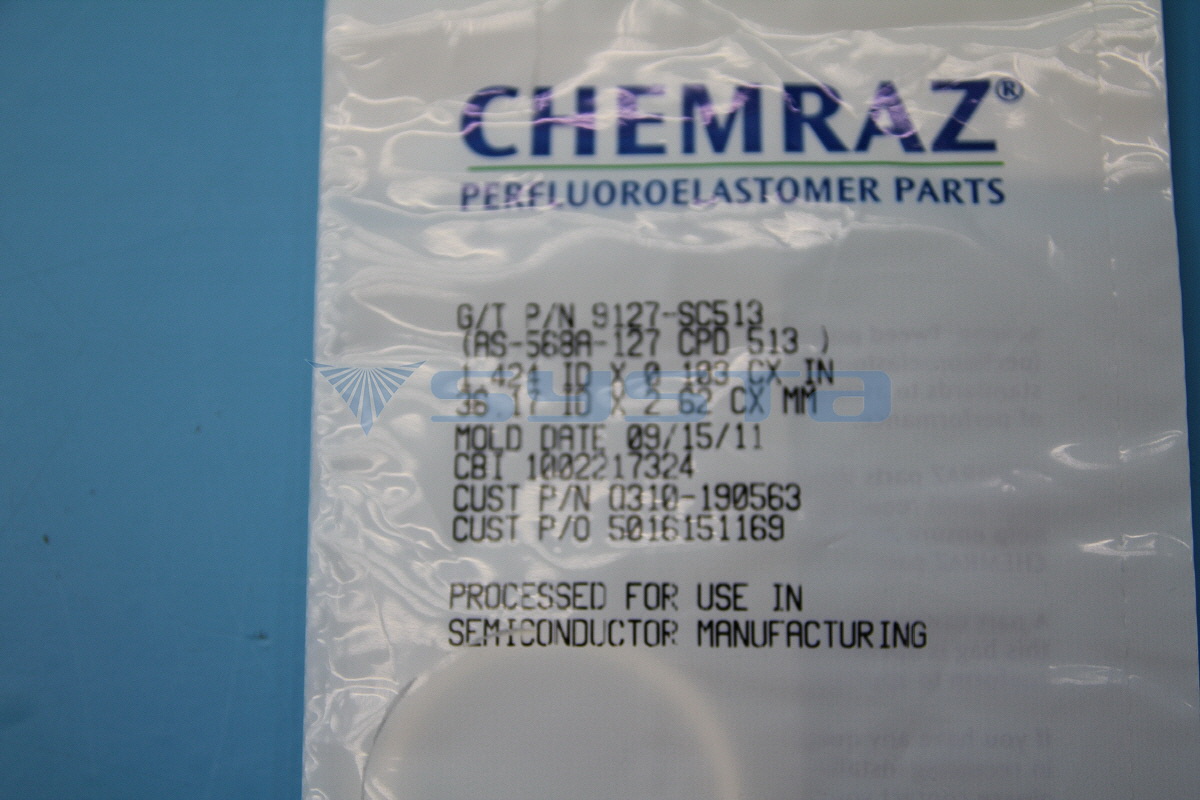 CHEMRAZ®
PERFLUOROELASTOMER PARTS
G/T P/N 9127-SC513
(AS-568A-127 CPD 513 )
1.424 ID X 0.103 CX IN
36.17 ID X 2.62 CX MM
systa
MOLD DATE 09/15/11
CBI 1002217324
CUST P/N Q310-190563
CUST P/O 5016151169
PROCESSED FOR USE IN
SEMICONDUCTOR MANUFACTURING